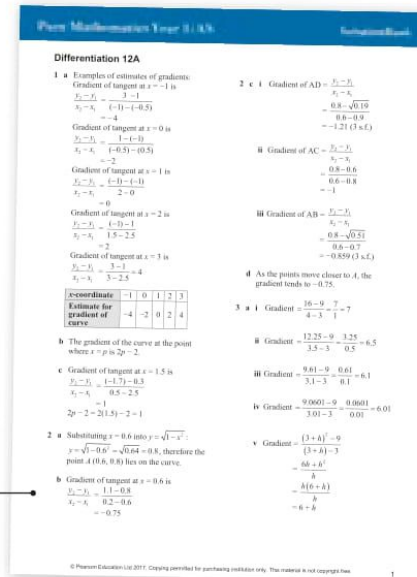 Pure Mathematics Year 1/AS
SolutionBank
Differentiation 12A
1 a Examples of estimates of gradients:
Gradient of tangent at x = −1 is
(y₂ − y₁)/(x₂ − x₁) = (3 − 1)/((−1) − (−0.5))
= −4
Gradient of tangent at x = 0 is
(y₂ − y₁)/(x₂ − x₁) = (1 − (−1))/((−0.5) − (0.5))
= −2
Gradient of tangent at x = 1 is
(y₂ − y₁)/(x₂ − x₁) = ((−1) − (−1))/(2 − 0)
= 0
Gradient of tangent at x = 2 is
(y₂ − y₁)/(x₂ − x₁) = ((−1) − 1)/(1.5 − 2.5)
= 2
Gradient of tangent at x = 3 is
(y₂ − y₁)/(x₂ − x₁) = (3 − 1)/(3 − 2.5) = 4
x-coordinate −1 0 1 2 3
Estimate for gradient of curve −4 −2 0 2 4
b The gradient of the curve at the point
where x = p is 2p − 2.
c Gradient of tangent at x = 1.5 is
(y₂ − y₁)/(x₂ − x₁) = ((−1.7) − 0.3)/(0.5 − 2.5)
= 1
2p − 2 = 2(1.5) − 2 = 1
2 a Substituting x = 0.6 into y = √(1 − x²) :
y = √(1 − 0.6²) = √0.64 = 0.8, therefore the
point A (0.6, 0.8) lies on the curve.
b Gradient of tangent at x = 0.6 is
(y₂ − y₁)/(x₂ − x₁) = (1.1 − 0.8)/(0.2 − 0.6)
= −0.75
2 c i Gradient of AD = (y₂ − y₁)/(x₂ − x₁)
= (0.8 − √0.19)/(0.6 − 0.9)
= −1.21 (3 s.f.)
ii Gradient of AC = (y₂ − y₁)/(x₂ − x₁)
= (0.8 − 0.6)/(0.6 − 0.8)
= −1
iii Gradient of AB = (y₂ − y₁)/(x₂ − x₁)
= (0.8 − √0.51)/(0.6 − 0.7)
= −0.859 (3 s.f.)
d As the points move closer to A, the
gradient tends to −0.75.
3 a i Gradient = (16 − 9)/(4 − 3) = 7/1 = 7
ii Gradient = (12.25 − 9)/(3.5 − 3) = 3.25/0.5 = 6.5
iii Gradient = (9.61 − 9)/(3.1 − 3) = 0.61/0.1 = 6.1
iv Gradient = (9.0601 − 9)/(3.01 − 3) = 0.0601/0.01 = 6.01
v Gradient = ((3 + h)² − 9)/((3 + h) − 3)
= (6h + h²)/h
= h(6 + h)/h
= 6 + h
© Pearson Education Ltd 2017. Copying permitted for purchasing institution only. This material is not copyright free.
1